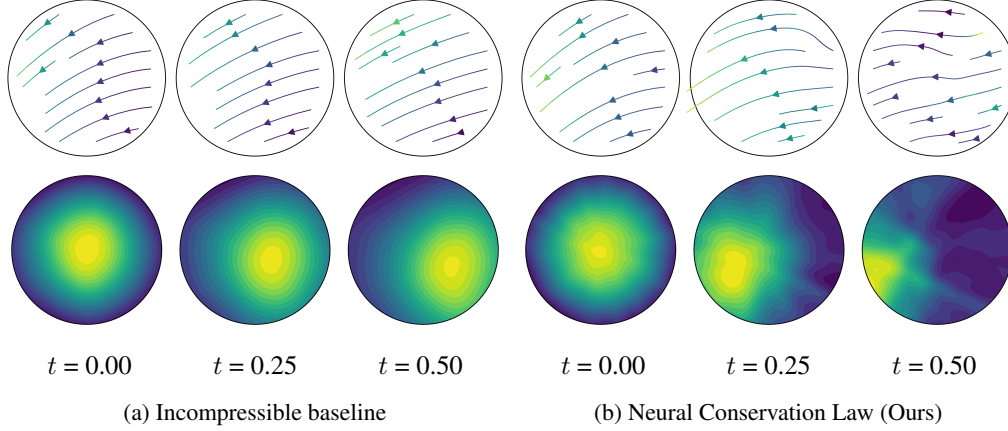 t = 0.00 t = 0.25 t = 0.50 t = 0.00 t = 0.25 t = 0.50
(a) Incompressible baseline (b) Neural Conservation Law (Ours)